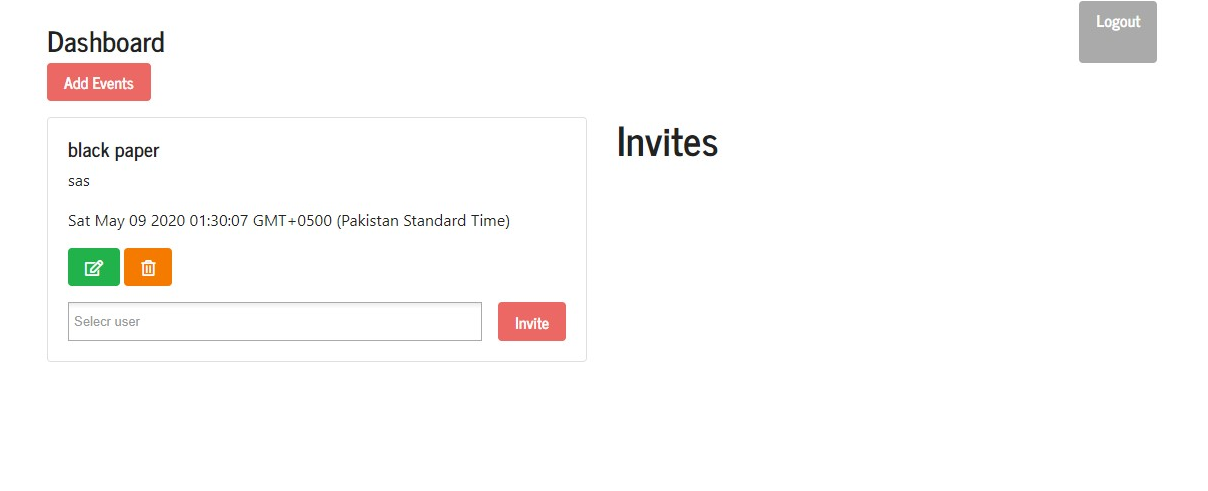 Logout
Dashboard
Add Events
black paper
sas
Sat May 09 2020 01:30:07 GMT+0500 (Pakistan Standard Time)
Selecr user
Invite
Invites